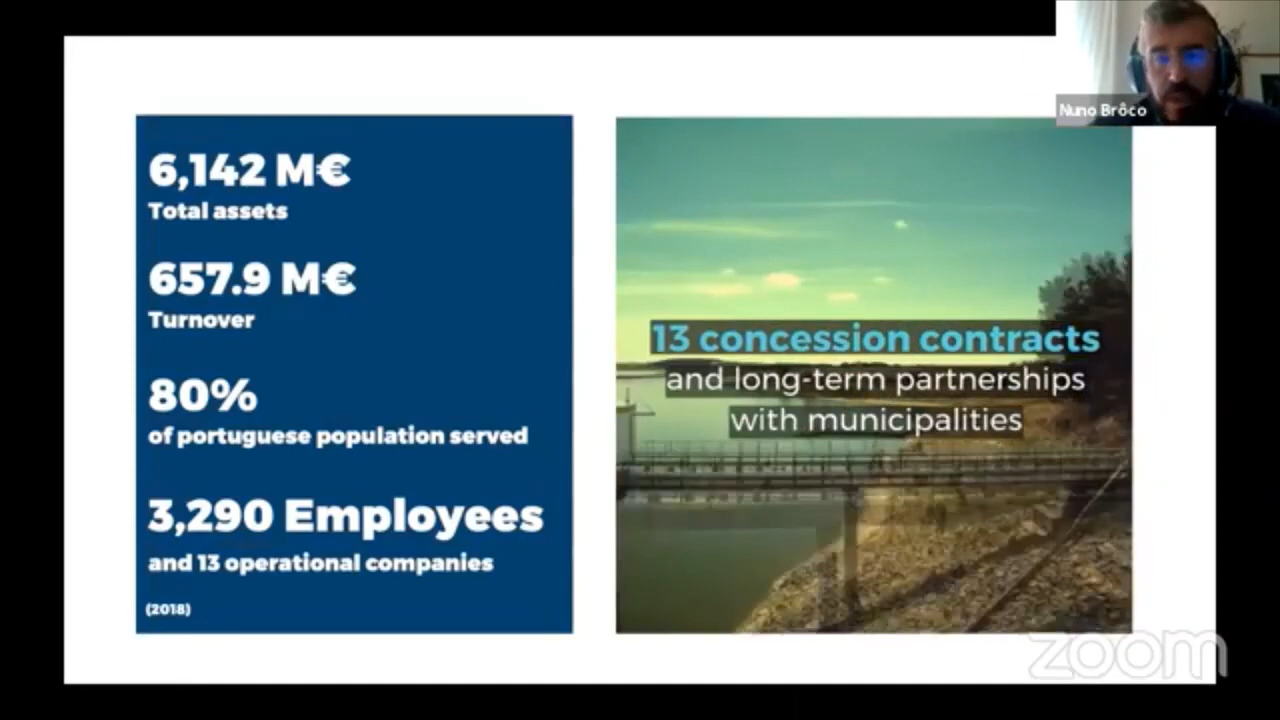 Nuno Brôco
6,142 M€
Total assets
657.9 M€
Turnover
80%
of portuguese population served
3,290 Employees
and 13 operational companies
(2018)
13 concession contracts
and long-term partnerships
with municipalities
zoom